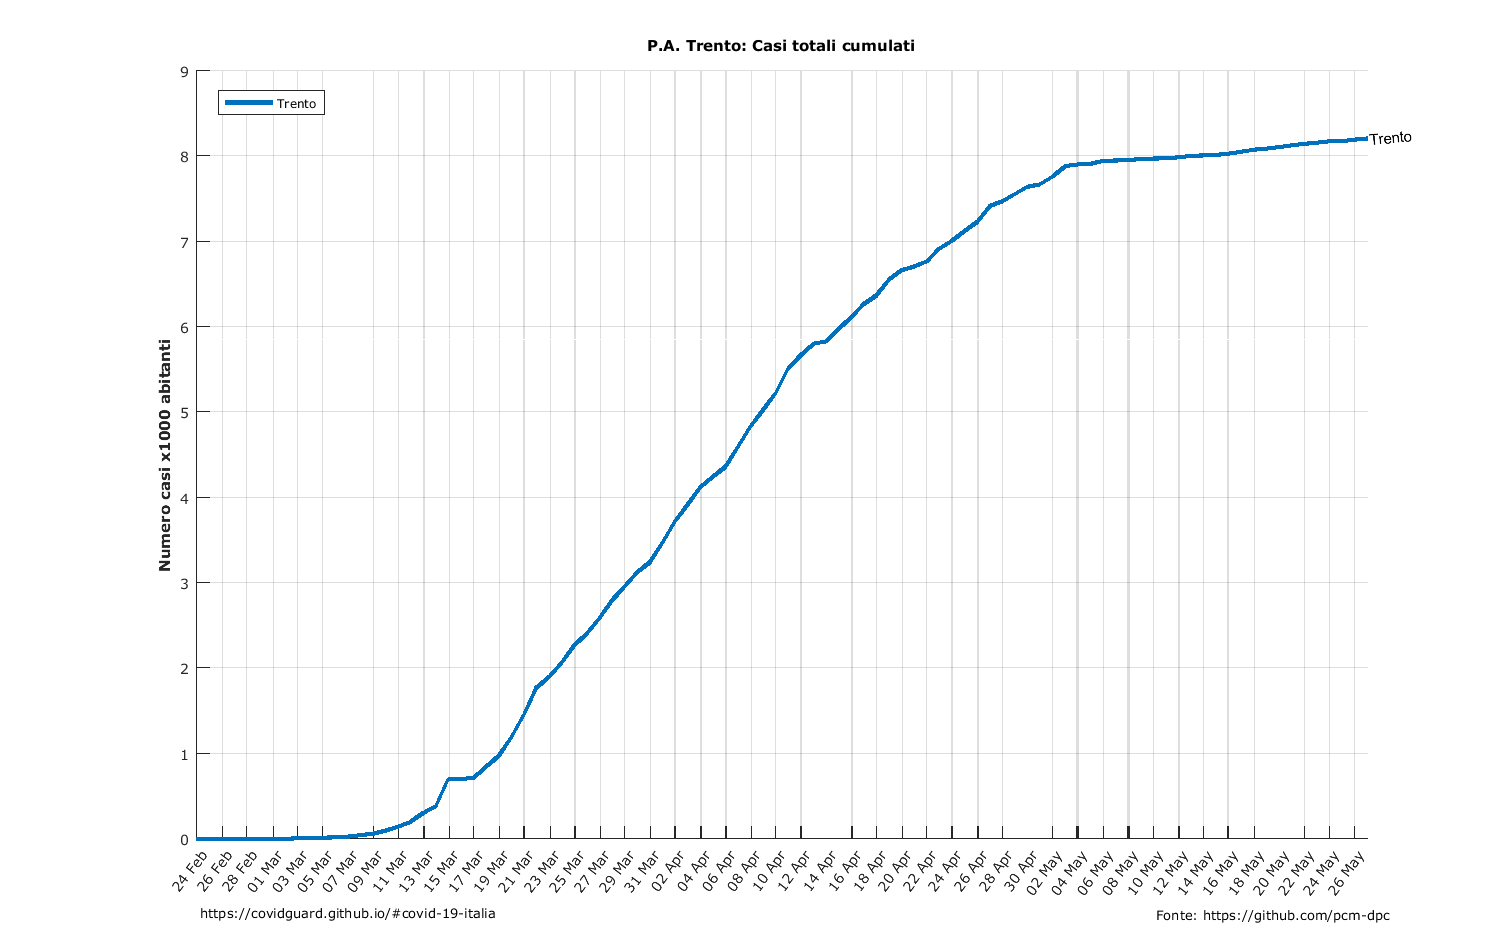 P.A. Trento: Casi totali cumulati
Trento
Numero casi x1000 abitanti
9
8
7
6
5
4
3
2
1
0
Trento
24 Feb
26 Feb
28 Feb
01 Mar
03 Mar
05 Mar
07 Mar
09 Mar
11 Mar
13 Mar
15 Mar
17 Mar
19 Mar
21 Mar
23 Mar
25 Mar
27 Mar
29 Mar
31 Mar
02 Apr
04 Apr
06 Apr
08 Apr
10 Apr
12 Apr
14 Apr
16 Apr
18 Apr
20 Apr
22 Apr
24 Apr
26 Apr
28 Apr
30 Apr
02 May
04 May
06 May
08 May
10 May
12 May
14 May
16 May
18 May
20 May
22 May
24 May
26 May
https://covidguard.github.io/#covid-19-italia
Fonte: https://github.com/pcm-dpc